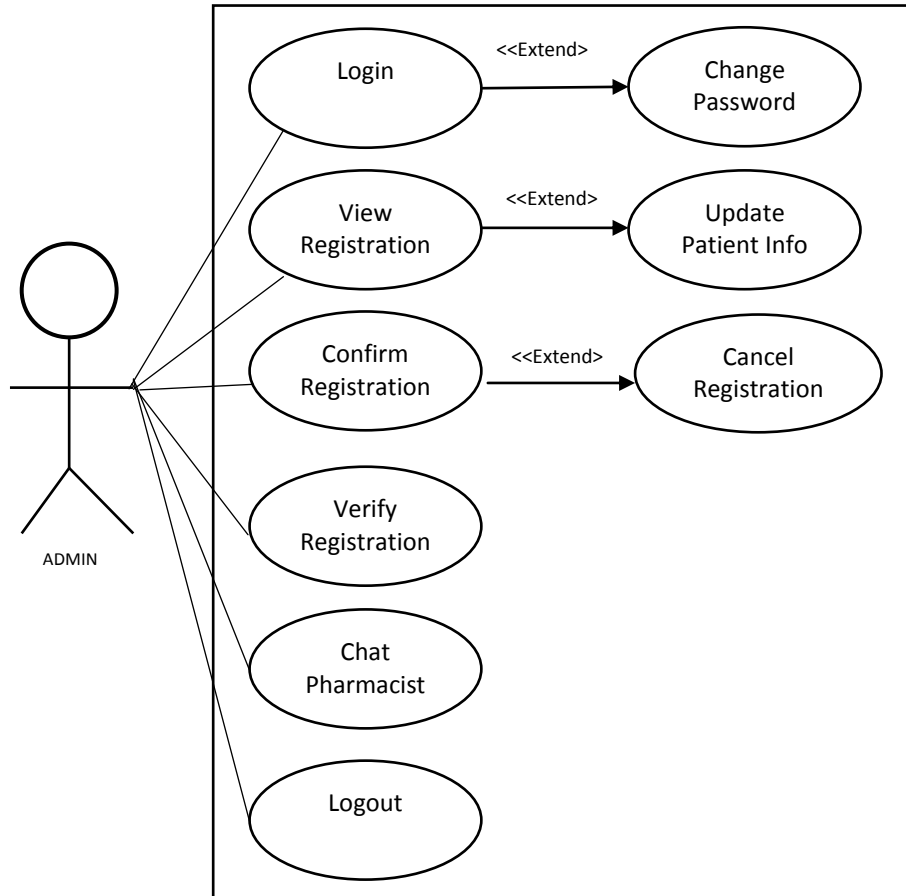 Login
<<Extend>
Change
Password
View
Registration
<<Extend>
Update
Patient Info
Confirm
Registration
<<Extend>
Cancel
Registration
Verify
Registration
ADMIN
Chat
Pharmacist
Logout